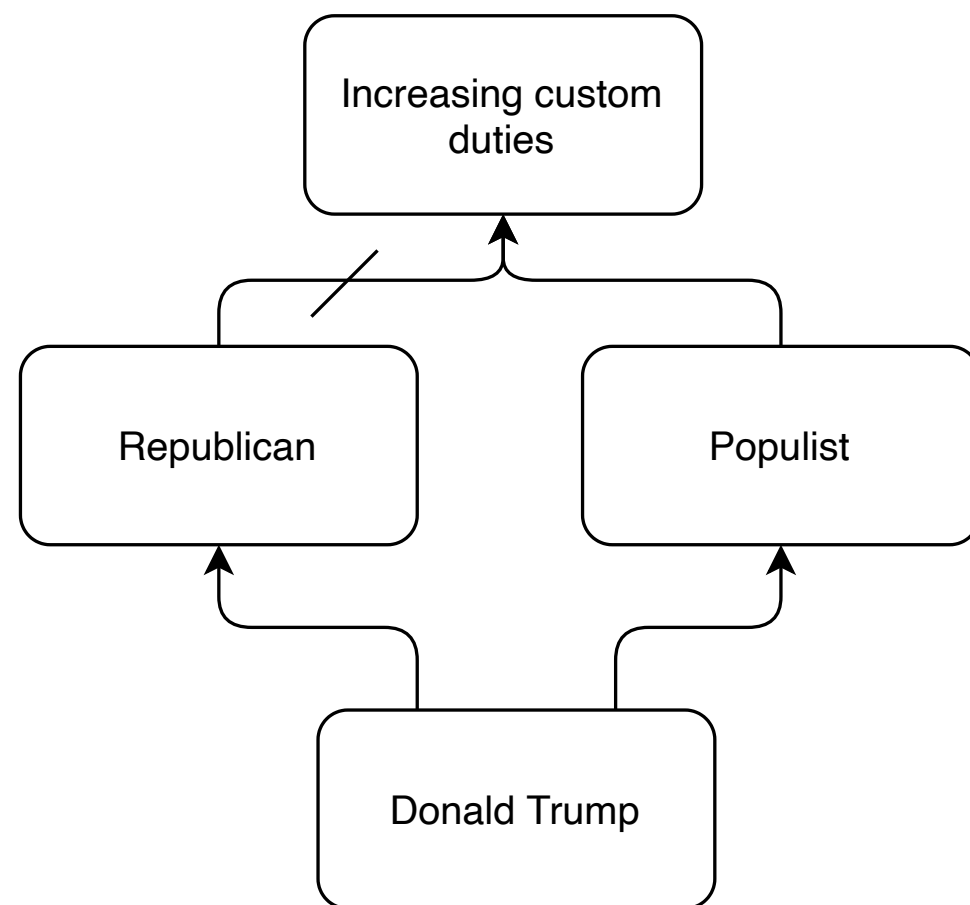 Increasing custom
duties
Republican
Populist
Donald Trump